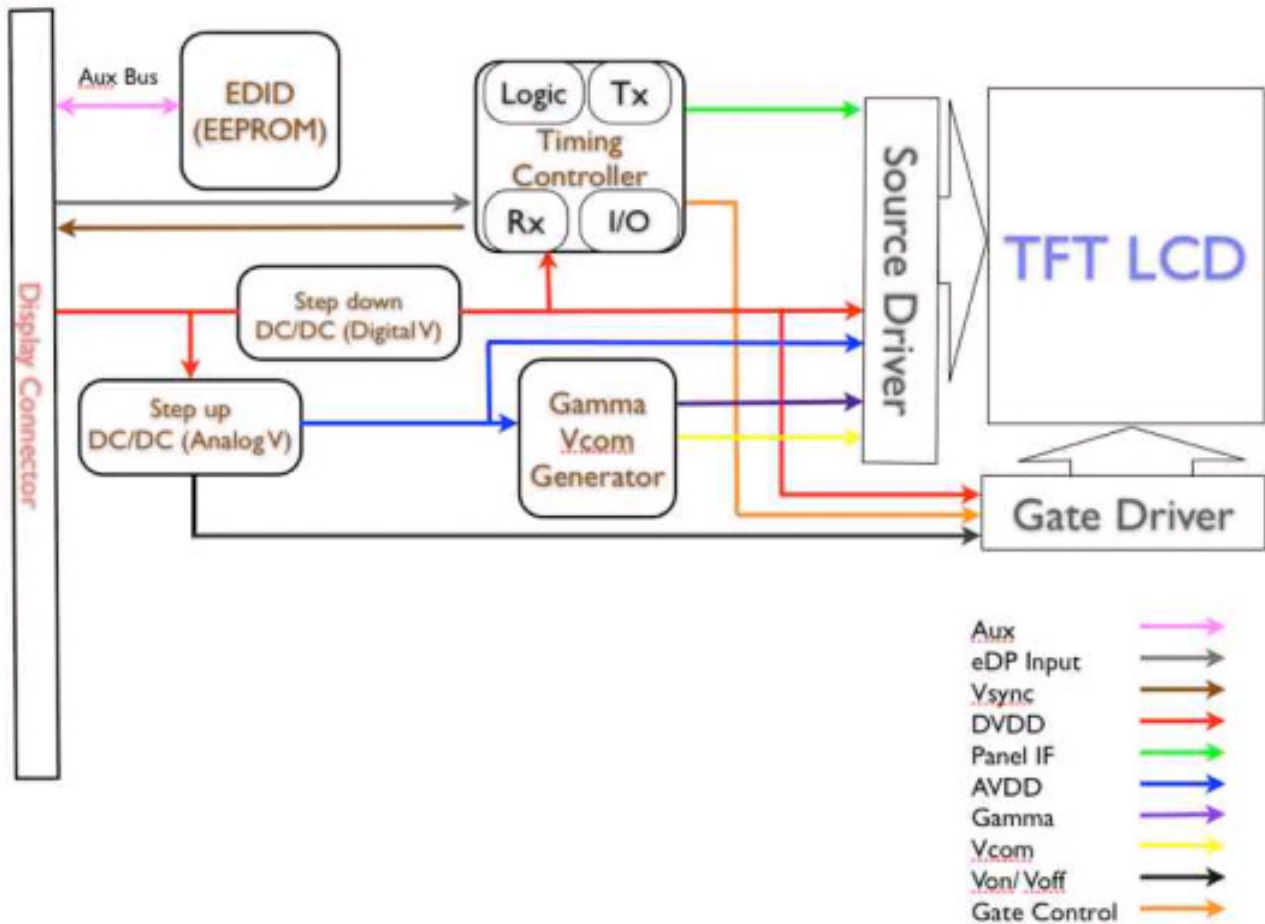 Aux Bus
EDID
(EEPROM)
Logic
Tx
Timing
Controller
Rx
I/O
Source Driver
TFT LCD
Display Connector
Step down
DC/DC (Digital V)
Step up
DC/DC (Analog V)
Gamma
Vcom
Generator
Gate Driver
Aux
eDP Input
Vsync
DVDD
Panel IF
AVDD
Gamma
Vcom
Von/ Voff
Gate Control